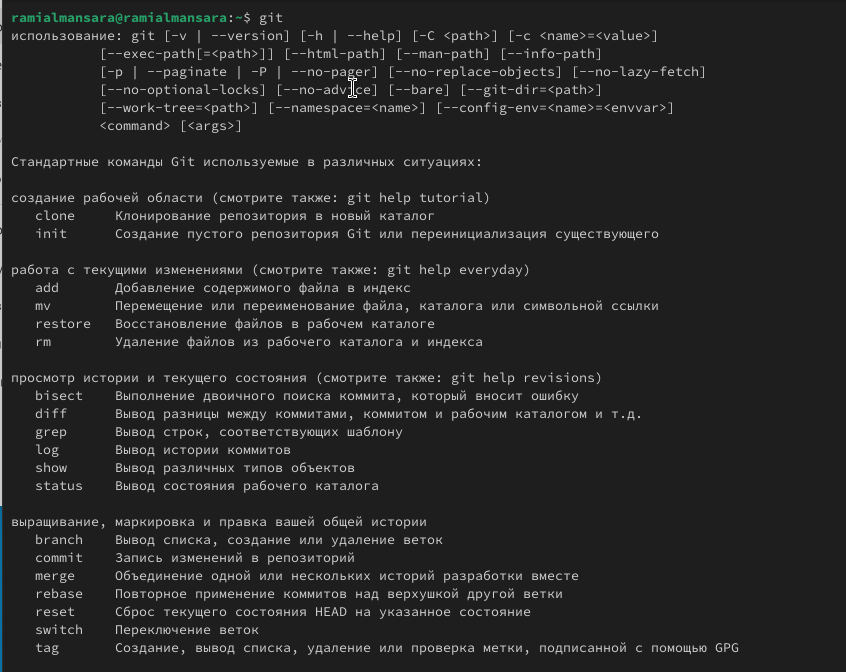 ramialmansara@ramialmansara:~$ git
использование: git [-v | --version] [-h | --help] [-C <path>] [-c <name>=<value>]
[--exec-path[=<path>]] [--html-path] [--man-path] [--info-path]
[-p | --paginate | -P | --no-pager] [--no-replace-objects] [--no-lazy-fetch]
[--no-optional-locks] [--no-advice] [--bare] [--git-dir=<path>]
[--work-tree=<path>] [--namespace=<name>] [--config-env=<name>=<envvar>]
<command> [<args>]
Стандартные команды Git используемые в различных ситуациях:
создание рабочей области (смотрите также: git help tutorial)
clone Клонирование репозитория в новый каталог
init Создание пустого репозитория Git или переинициализация существующего
работа с текущими изменениями (смотрите также: git help everyday)
add Добавление содержимого файла в индекс
mv Перемещение или переименование файла, каталога или символьной ссылки
restore Восстановление файлов в рабочем каталоге
rm Удаление файлов из рабочего каталога и индекса
просмотр истории и текущего состояния (смотрите также: git help revisions)
bisect Выполнение двоичного поиска коммита, который вносит ошибку
diff Вывод разницы между коммитами, коммитом и рабочим каталогом и т.д.
grep Вывод строк, соответствующих шаблону
log Вывод истории коммитов
show Вывод различных типов объектов
status Вывод состояния рабочего каталога
выращивание, маркировка и правка вашей общей истории
branch Вывод списка, создание или удаление веток
commit Запись изменений в репозиторий
merge Объединение одной или нескольких историй разработки вместе
rebase Повторное применение коммитов над верхушкой другой ветки
reset Сброс текущего состояния HEAD на указанное состояние
switch Переключение веток
tag Создание, вывод списка, удаление или проверка метки, подписанной с помощью GPG